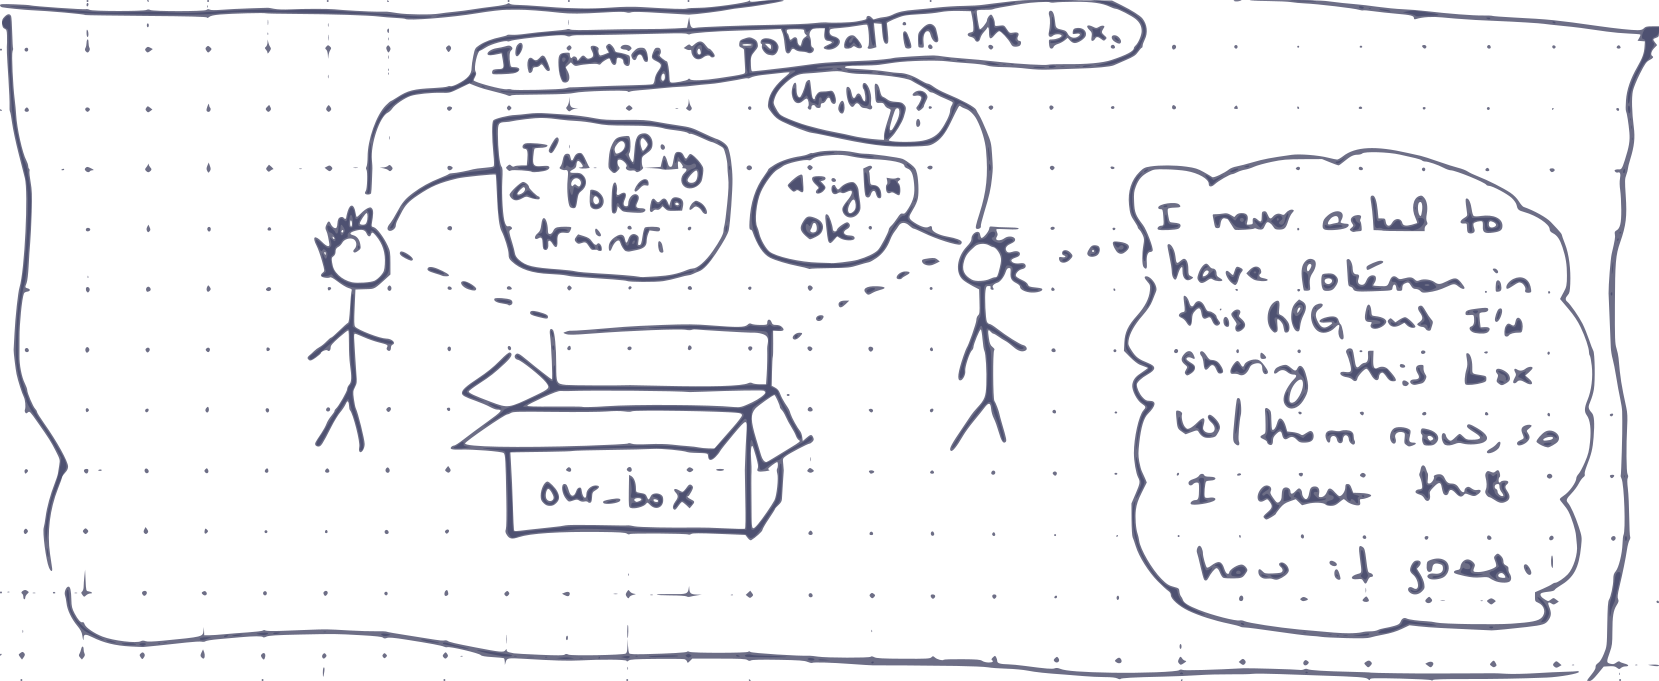 I'm putting a pokéball in the box.
Um, Why?
I'm RPing
a Pokémon
trainer.
*sigh*
OK
I never asked to
have Pokémon in
this RPG, but I'm
sharing this box
w/ them now, so
I guess that's
how it goes.
our_box